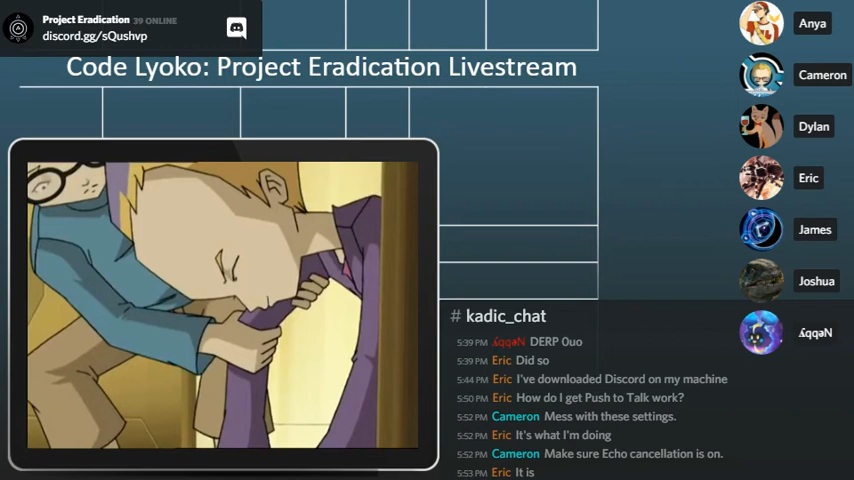 Project Eradication 39 ONLINE
discord.gg/sQushvp
Code Lyoko: Project Eradication Livestream
Anya
Cameron
Dylan
Eric
James
Joshua
ʎqqǝN
# kadic_chat
5:39 PM ʎqqǝN DERP 0uo
5:39 PM Eric Did so
5:44 PM Eric I've downloaded Discord on my machine
5:50 PM Eric How do I get Push to Talk work?
5:52 PM Cameron Mess with these settings.
5:52 PM Eric It's what I'm doing
5:52 PM Cameron Make sure Echo cancellation is on.
5:53 PM Eric It is